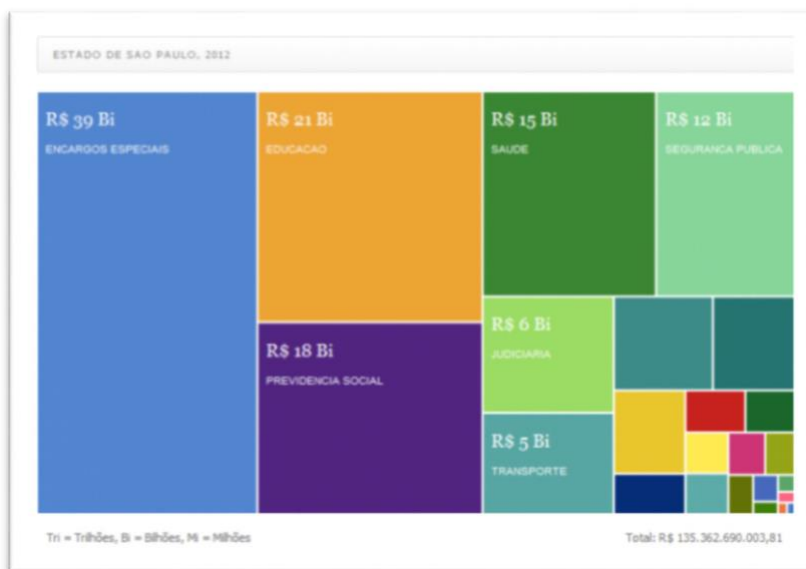 ESTADO DE SAO PAULO, 2012
R$ 39 Bi
ENCARGOS ESPECIAIS
R$ 21 Bi
EDUCACAO
R$ 15 Bi
SAUDE
R$ 12 Bi
SEGURANCA PUBLICA
R$ 18 Bi
PREVIDENCIA SOCIAL
R$ 6 Bi
JUDICIARIA
R$ 5 Bi
TRANSPORTE
Tri = Trilhões, Bi = Bilhões, Mi = Milhões
Total: R$ 135.362.690.003,81